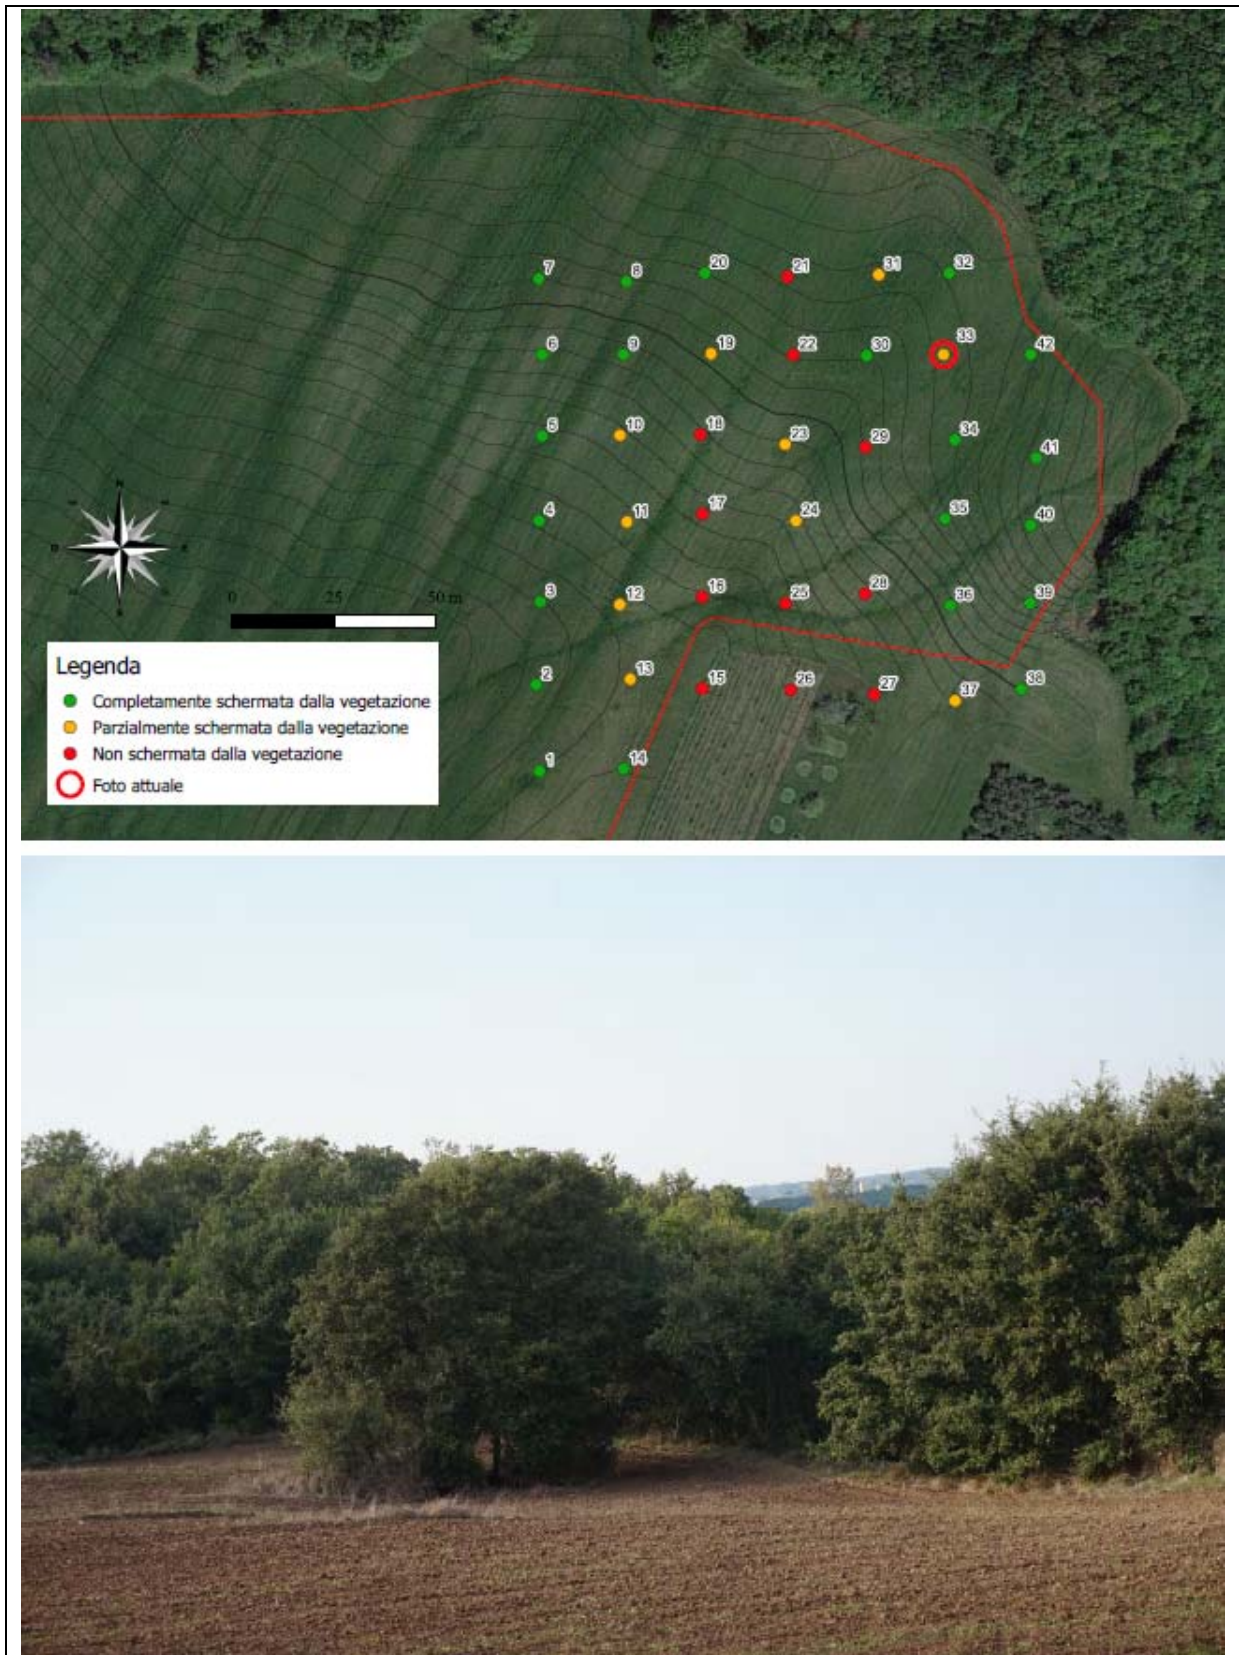 20 21 31 32
7 8
33
6 9 19 22 30 42
5 10 18 23 29 34
41
4 11 17 24 35 40
N
3 12 16 25 28 36 39
0 25 50 m
2 13 15 26 27 37 38
1 14
Legenda
Completamente schermata dalla vegetazione
Parzialmente schermata dalla vegetazione
Non schermata dalla vegetazione
Foto attuale